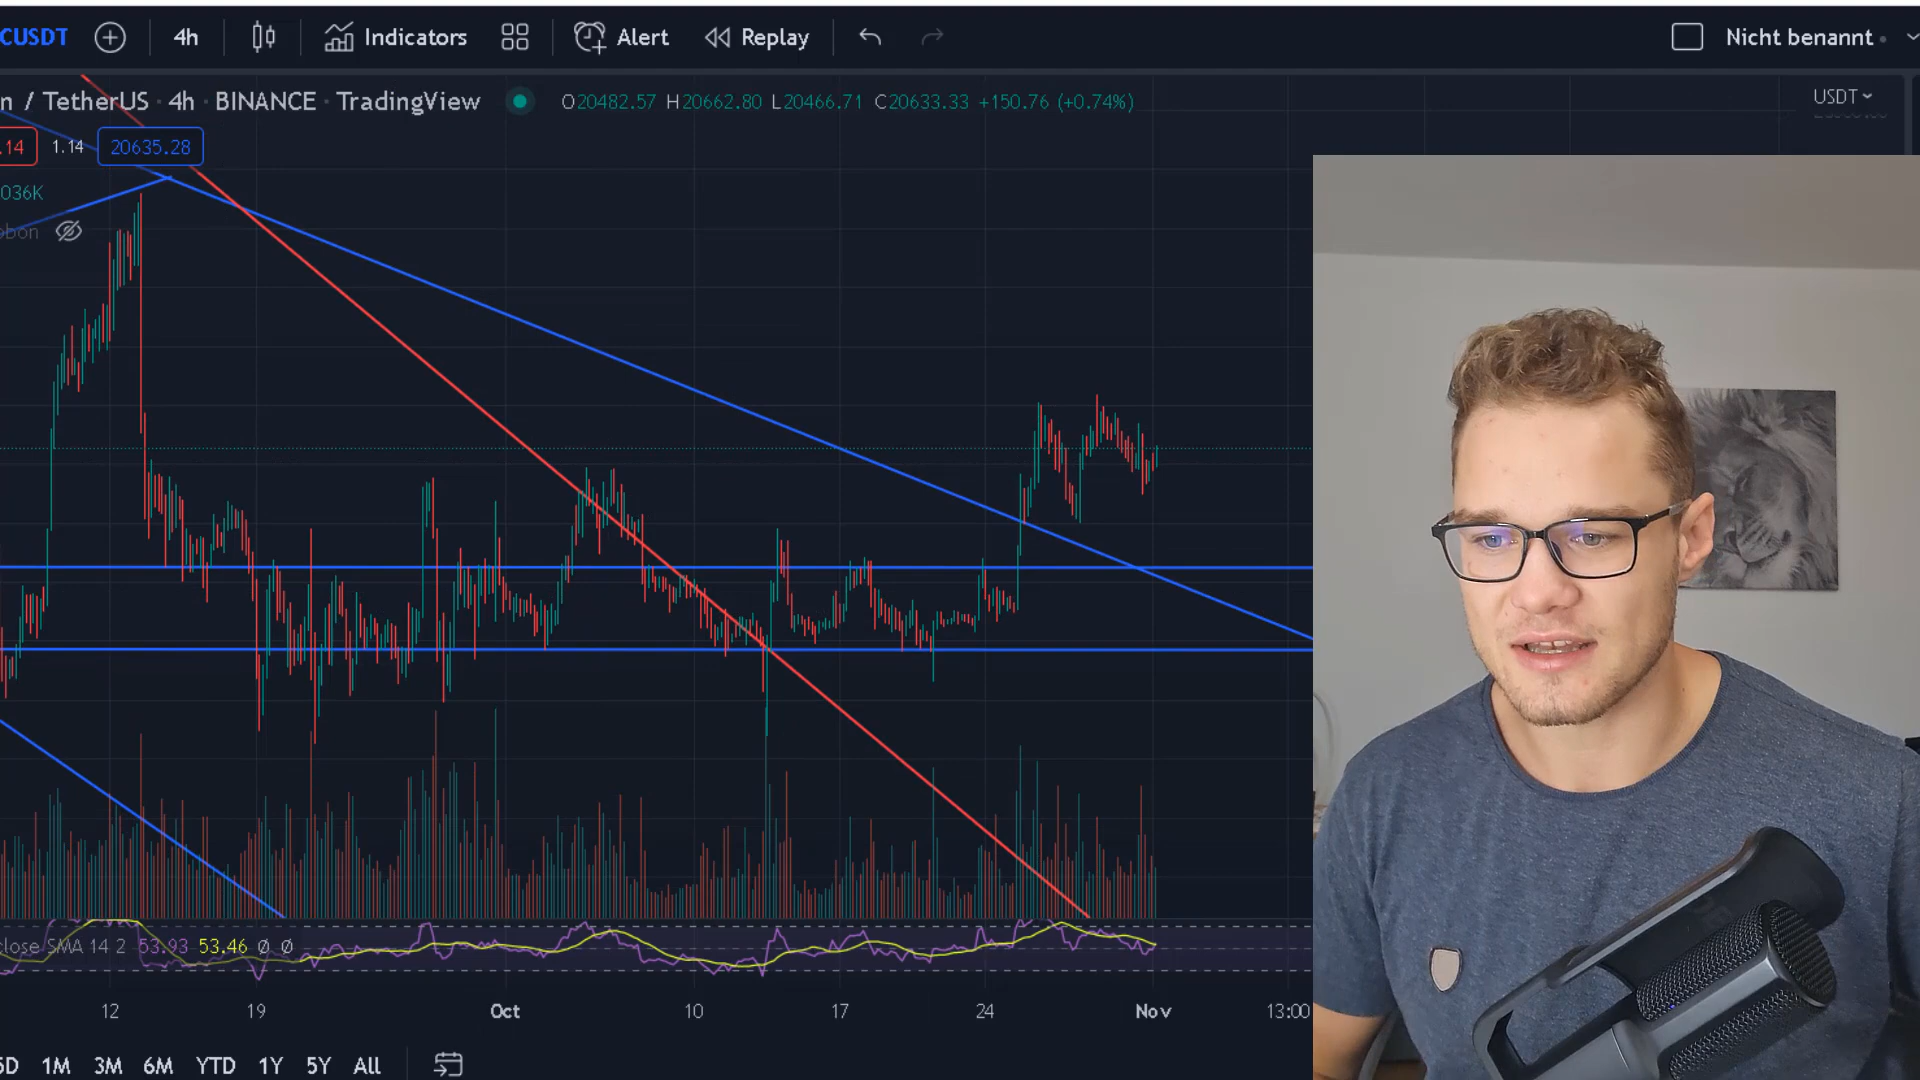 CUSDT 4h Indicators Alert Replay Nicht benannt
n / TetherUS · 4h · BINANCE · TradingView O20482.57 H20662.80 L20466.71 C20633.33 +150.76 (+0.74%) USDT
.14 1.14 20635.28
036K
bon
close SMA 14 2 53.93 53.46 Ø Ø
12 19 Oct 10 17 24 Nov 13:00
5D 1M 3M 6M YTD 1Y 5Y All